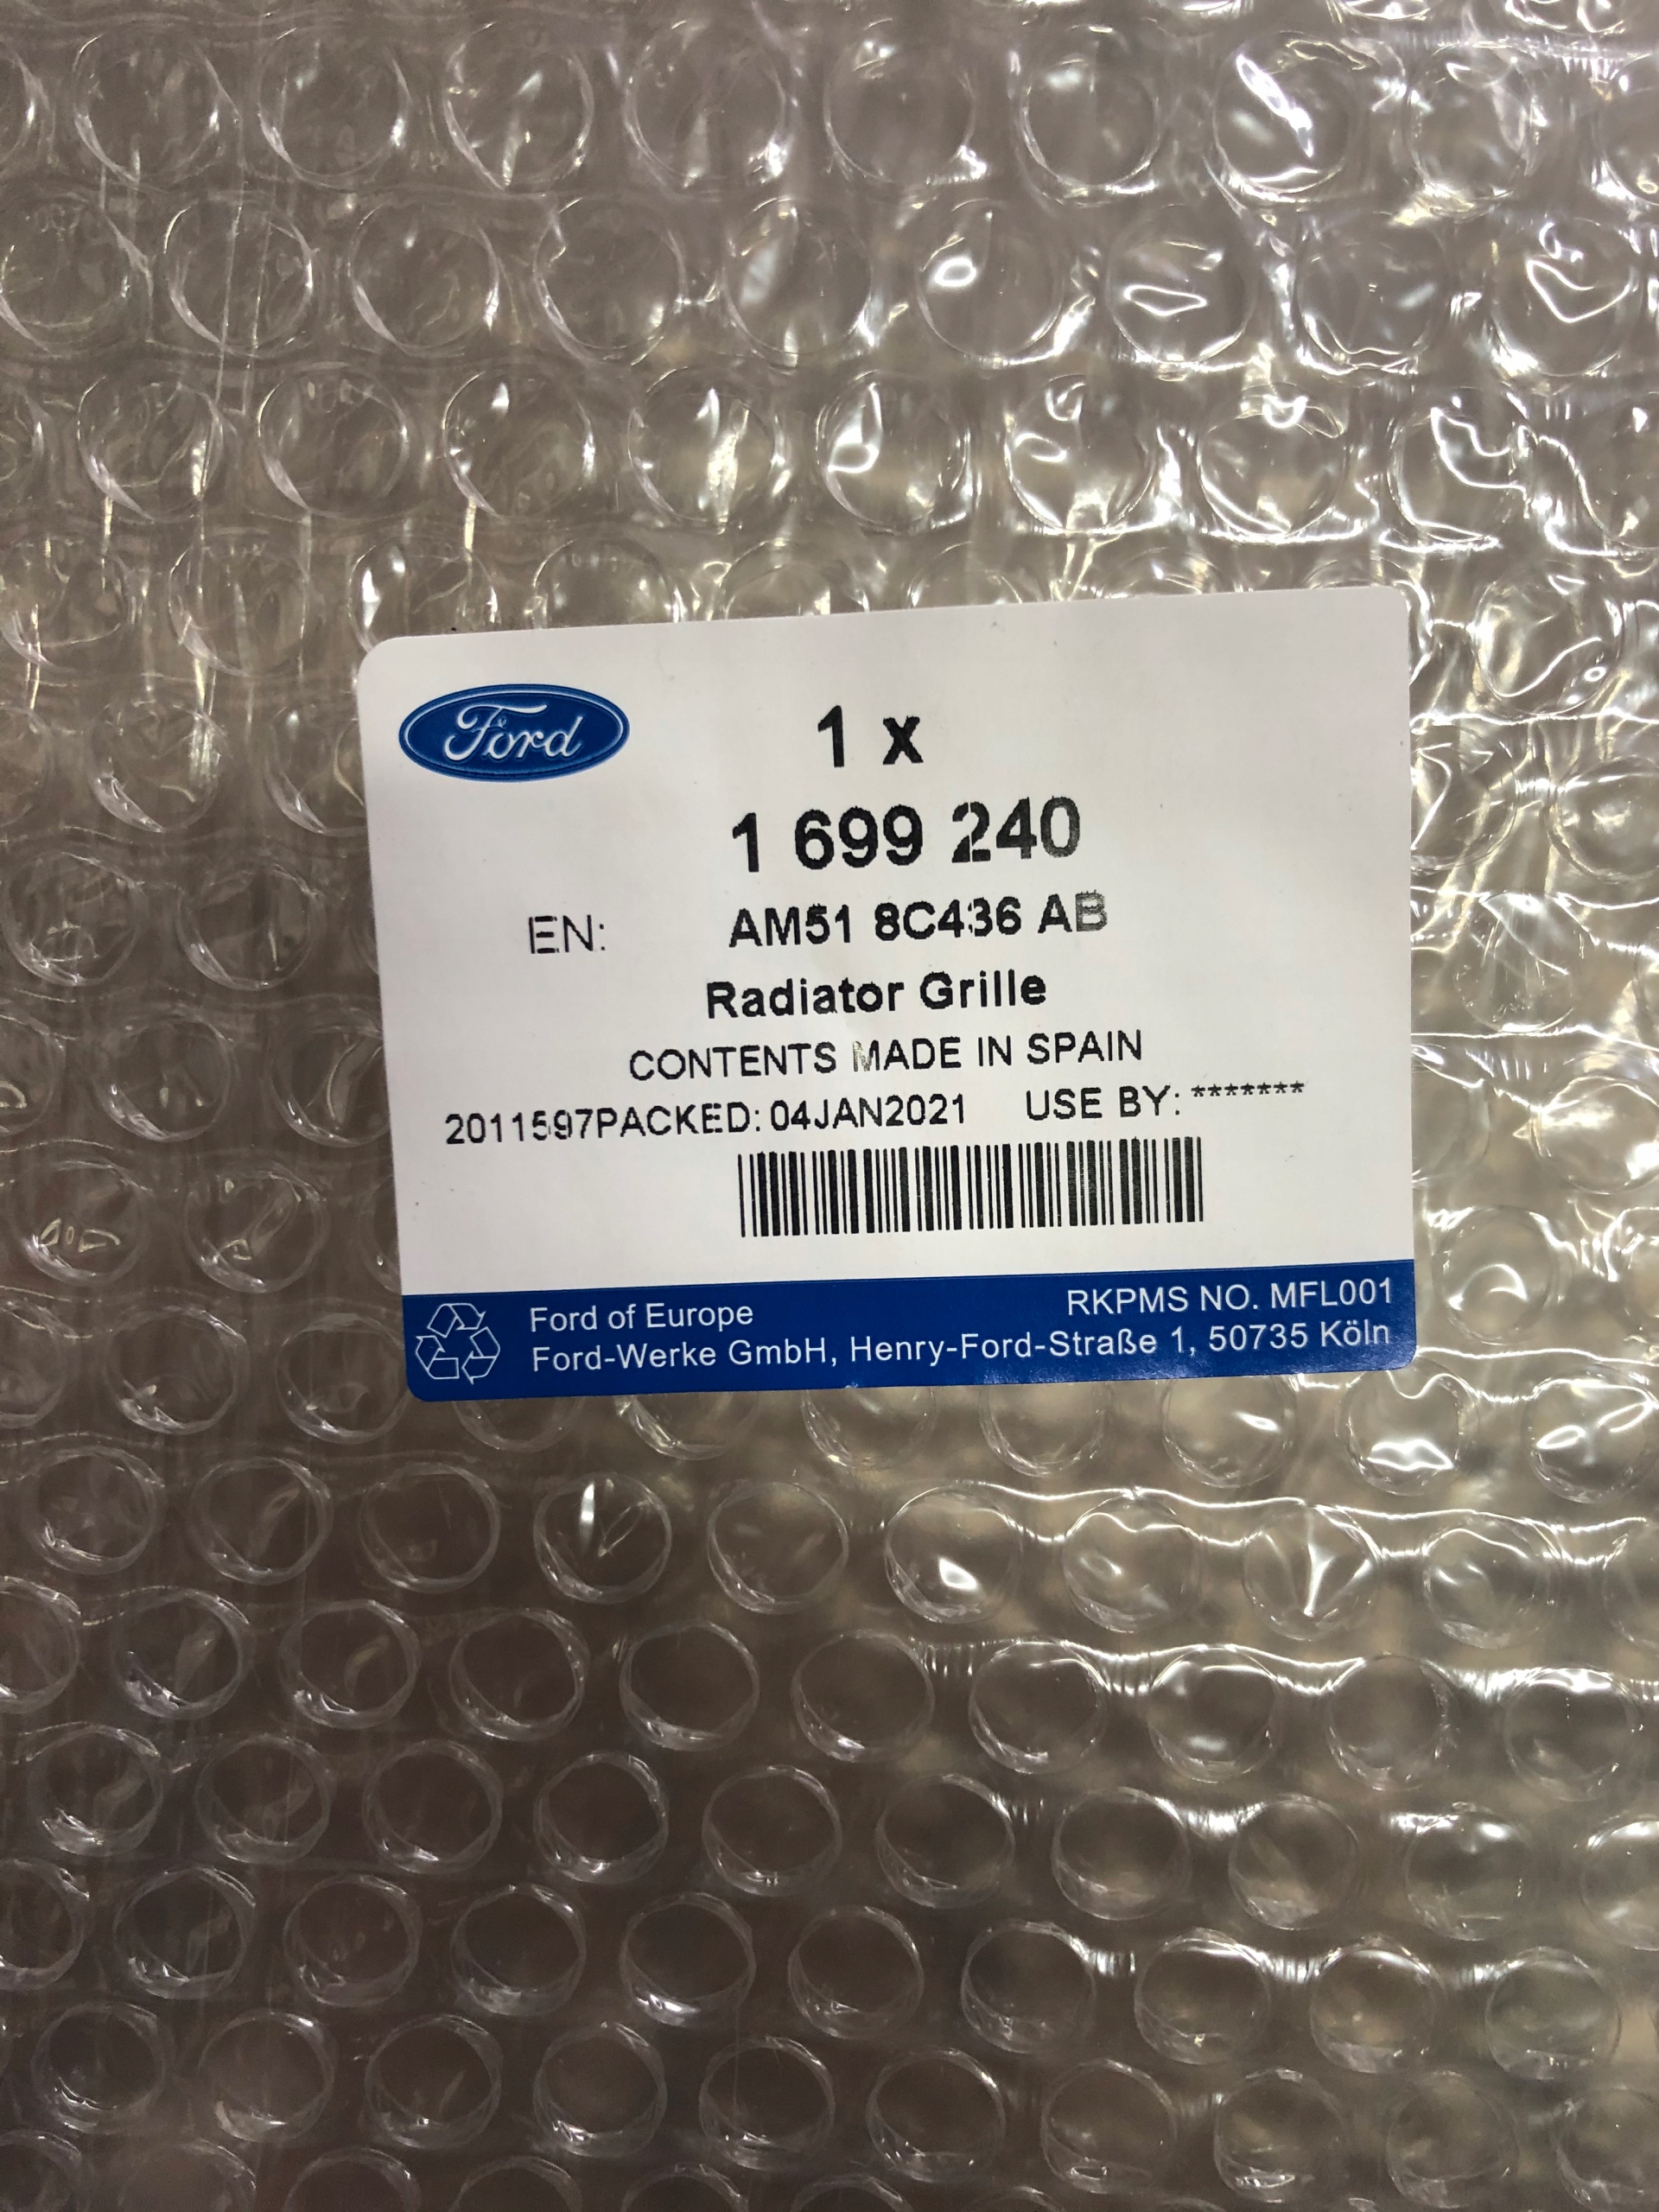 Ford
1 x
1 699 240
EN: AM51 8C436 AB
Radiator Grille
CONTENTS MADE IN SPAIN
2011597PACKED: 04JAN2021 USE BY: *******
Ford of Europe RKPMS NO. MFL001
Ford-Werke GmbH, Henry-Ford-Straße 1, 50735 Köln